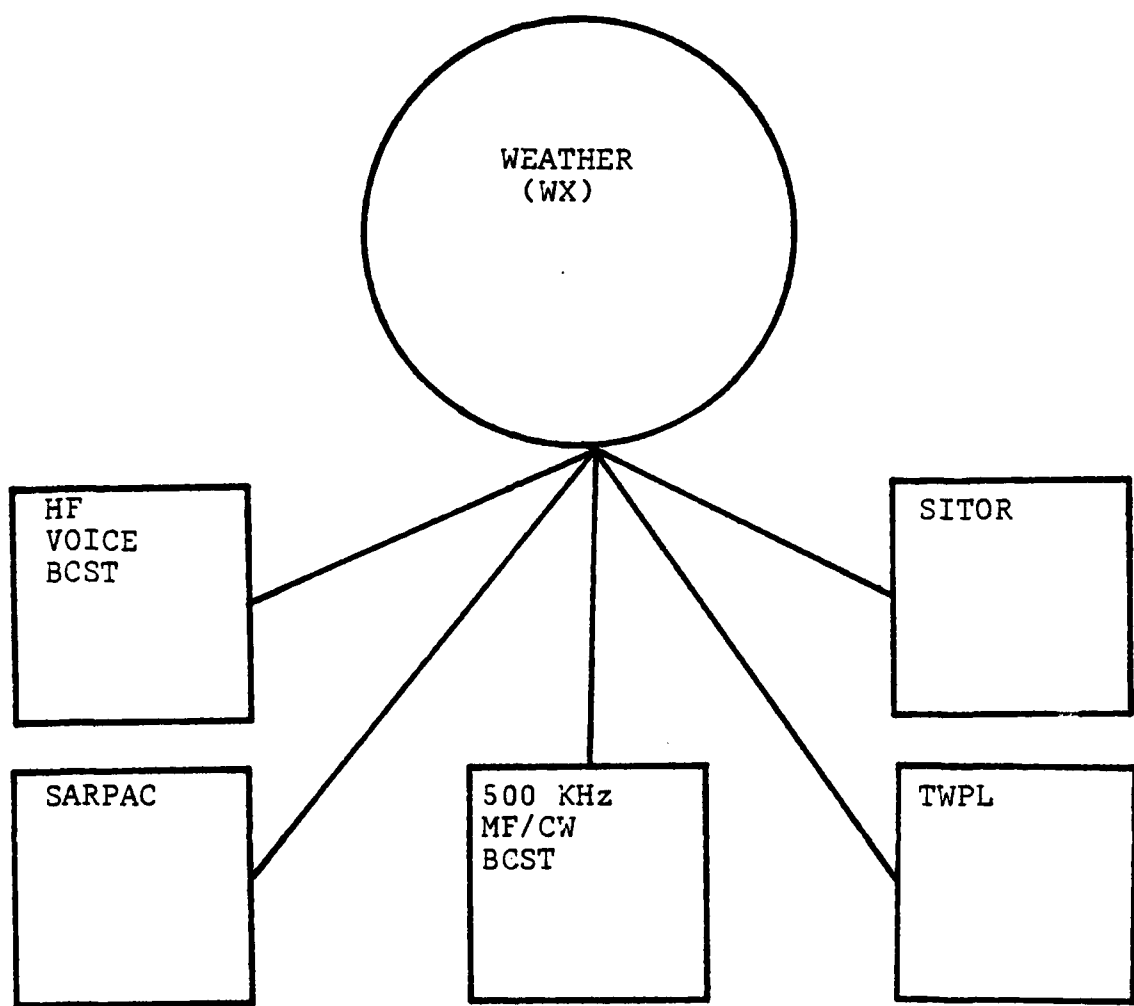 WEATHER
(WX)
HF
VOICE
BCST
SITOR
SARPAC
500 KHz
MF/CW
BCST
TWPL